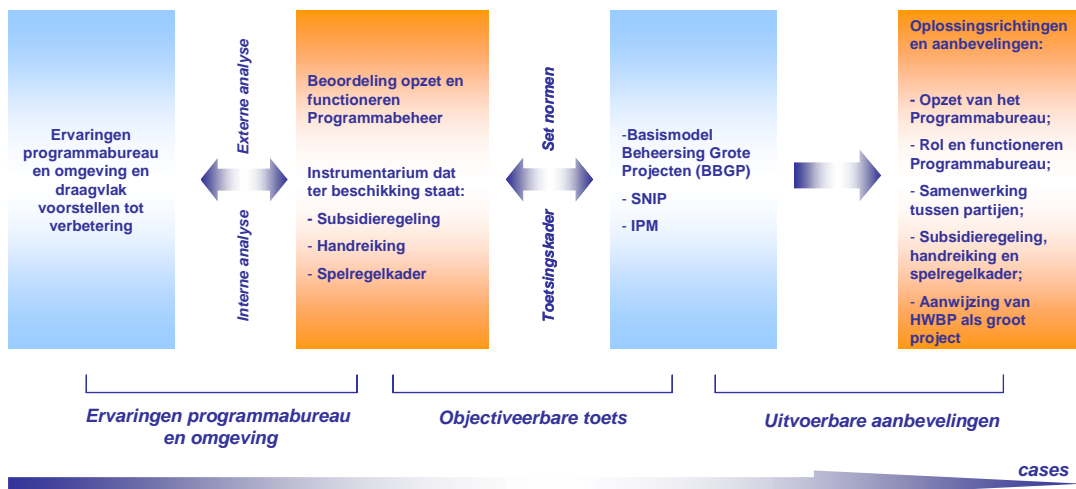 Ervaringen
programmabureau
en omgeving en
draagvlak
voorstellen tot
verbetering
Externe analyse
Interne analyse
Beoordeling opzet en
functioneren
Programmabeheer
Instrumentarium dat
ter beschikking staat:
- Subsidieregeling
- Handreiking
- Spelregelkader
Set normen
Toetsingskader
-Basismodel
Beheersing Grote
Projecten (BBGP)
- SNIP
- IPM
Oplossingsrichtingen
en aanbevelingen:
- Opzet van het
Programmabureau;
- Rol en functioneren
Programmabureau;
- Samenwerking
tussen partijen;
- Subsidieregeling,
handreiking en
spelregelkader;
- Aanwijzing van
HWBP als groot
project
Ervaringen programmabureau
en omgeving
Objectiveerbare toets
Uitvoerbare aanbevelingen
cases